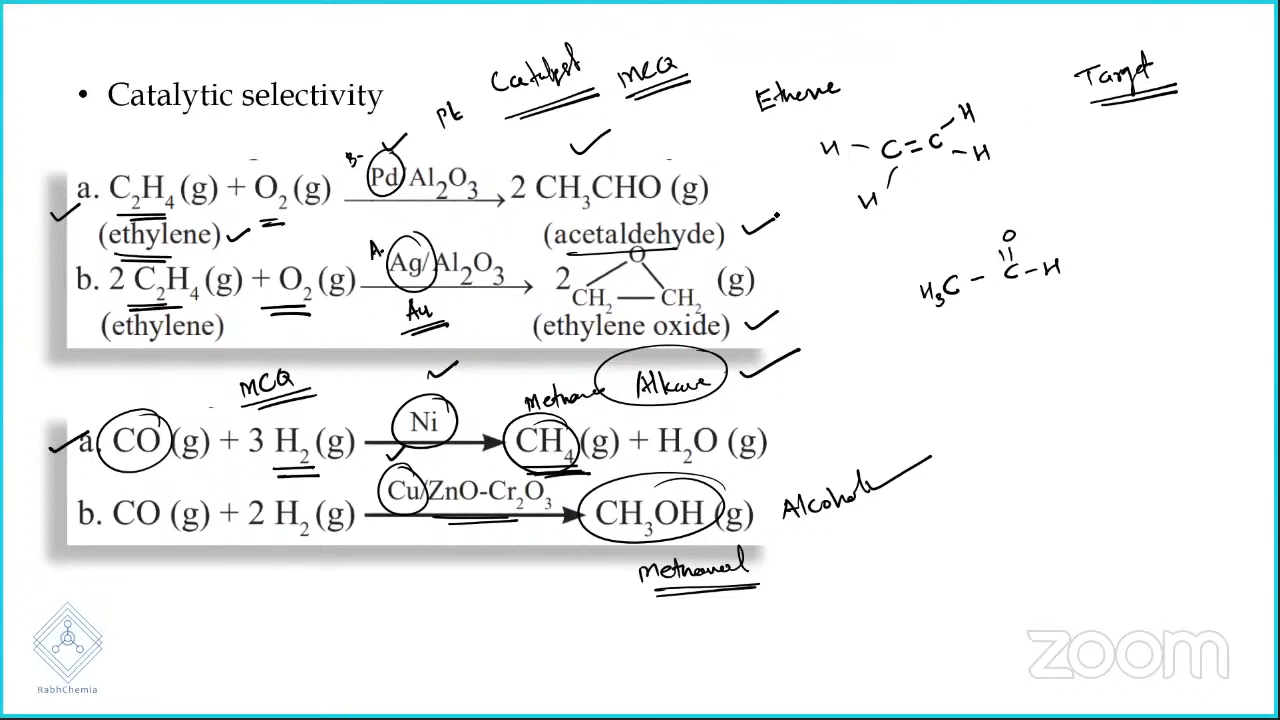 • Catalytic selectivity
Catalyst MCQ
Pt
Ethene
Target
H – C = C – H
H
H
a. C₂H₄ (g) + O₂ (g) Pd/Al₂O₃ 2 CH₃CHO (g)
(ethylene) (acetaldehyde)
b. 2 C₂H₄ (g) + O₂ (g) Ag/Al₂O₃ 2 CH₂ — CH₂ (g)
O
Au
(ethylene) (ethylene oxide)
O
H₃C – C – H
MCQ
Methane Alkane
a. CO (g) + 3 H₂ (g) Ni CH₄ (g) + H₂O (g)
b. CO (g) + 2 H₂ (g) Cu/ZnO-Cr₂O₃ CH₃OH (g) Alcohol
Methanol
RabhChemia
zoom